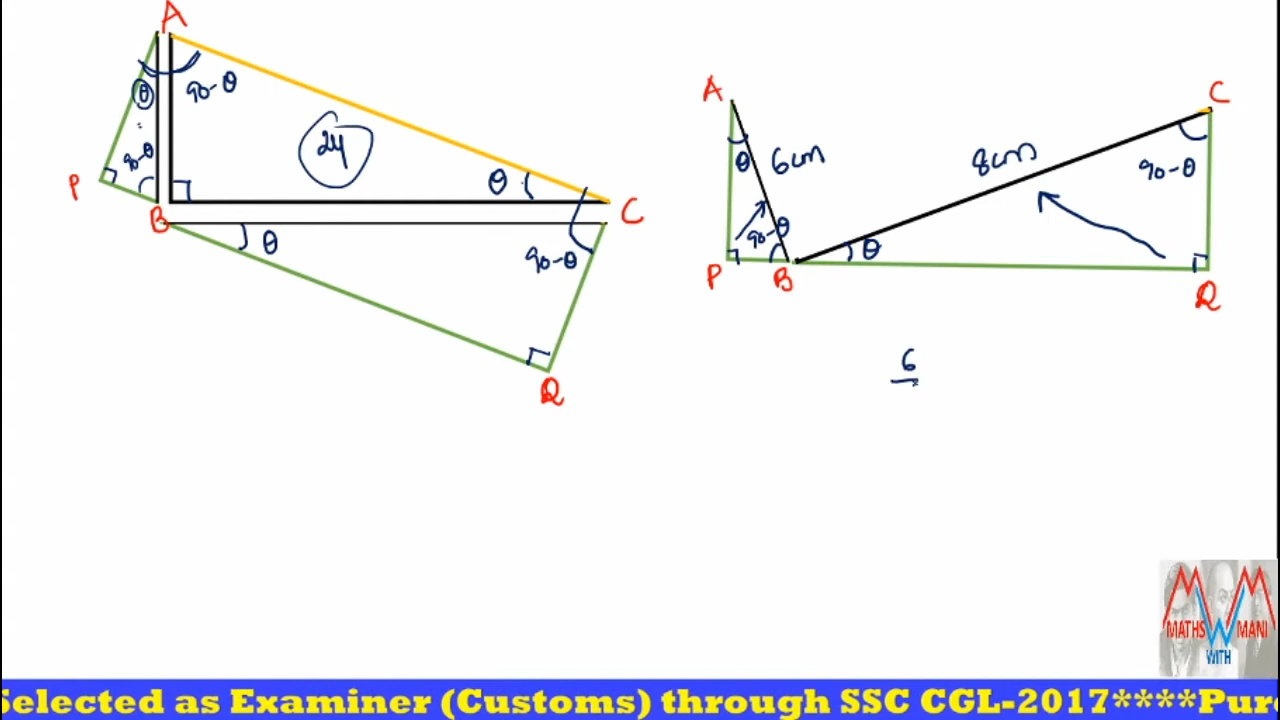 A
θ
90-θ
24
90-θ
θ
P
B
C
θ
90-θ
Q
A
θ
6cm
90-θ
P
B
8cm
θ
C
90-θ
Q
6
MATHS MANI
WITH
Selected as Examiner (Customs) through SSC CGL-2017****Pur